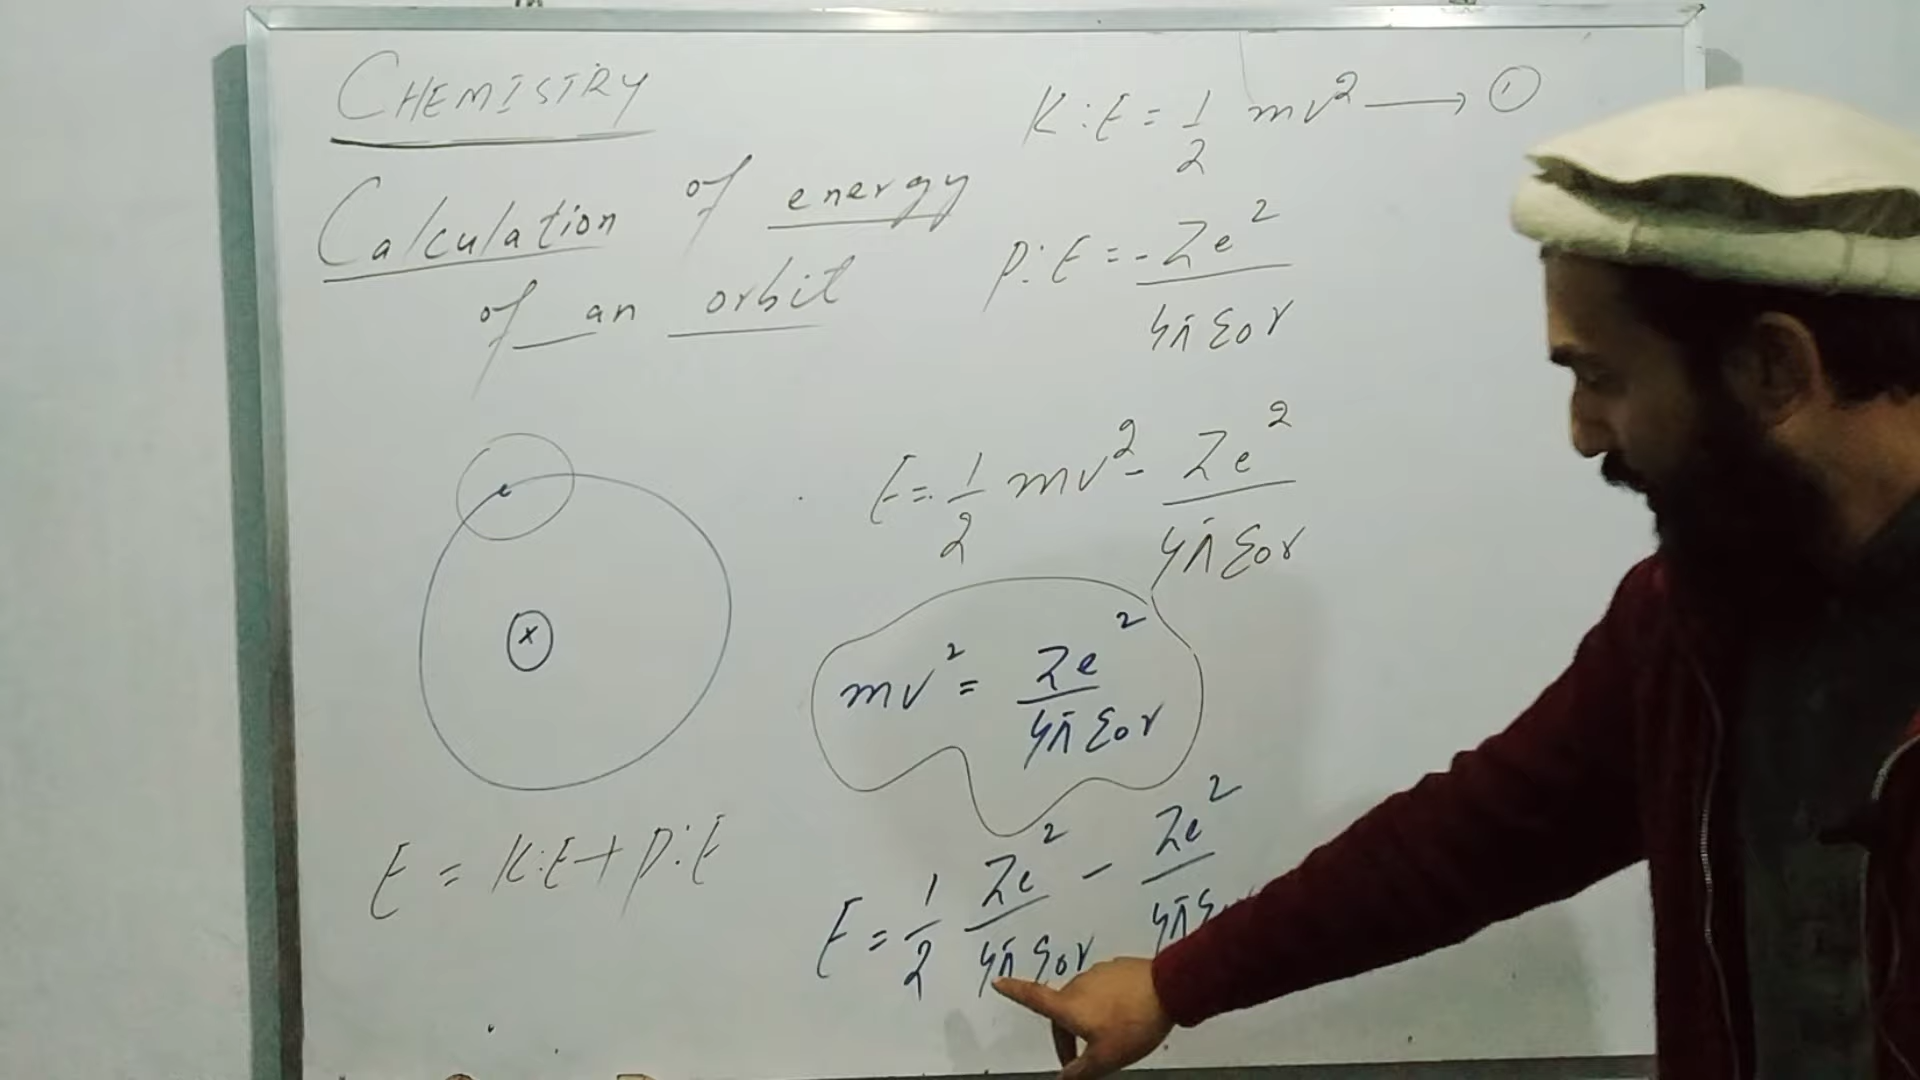 CHEMISTRY
Calculation of energy
of an orbit
K:E = 1/2 mv² → ①
P:E = -Ze²/4πε₀r
E = 1/2 mv² - Ze²/4πε₀r
mv² = Ze²/4πε₀r
E = K:E + P:E
E = 1/2 Ze²/4πε₀r - Ze²/4πε
e
x